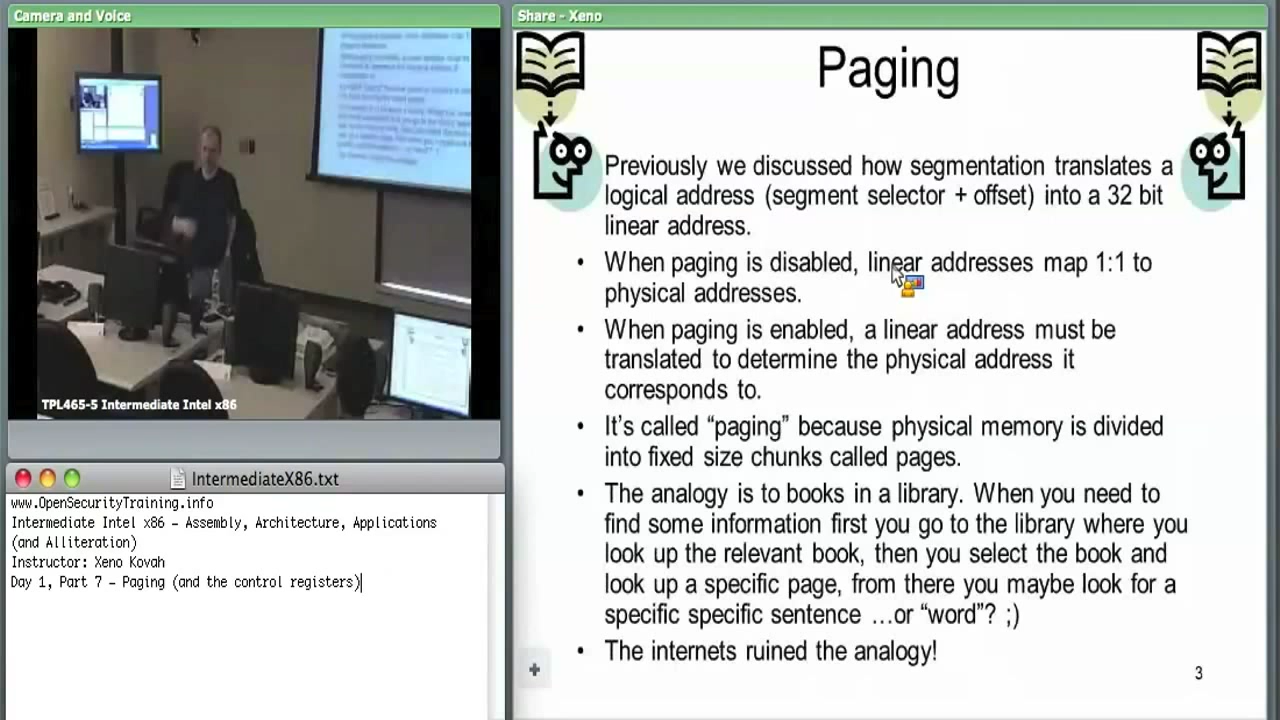 Camera and Voice
TPL465-5 Intermediate Intel x86
IntermediateX86.txt
www.OpenSecurityTraining.info
Intermediate Intel x86 – Assembly, Architecture, Applications
(and Alliteration)
Instructor: Xeno Kovah
Day 1, Part 7 – Paging (and the control registers)
Share - Xeno
Paging
Previously we discussed how segmentation translates a
logical address (segment selector + offset) into a 32 bit
linear address.
• When paging is disabled, linear addresses map 1:1 to
physical addresses.
• When paging is enabled, a linear address must be
translated to determine the physical address it
corresponds to.
• It's called “paging” because physical memory is divided
into fixed size chunks called pages.
• The analogy is to books in a library. When you need to
find some information first you go to the library where you
look up the relevant book, then you select the book and
look up a specific page, from there you maybe look for a
specific specific sentence …or “word”? ;)
• The internets ruined the analogy!
3